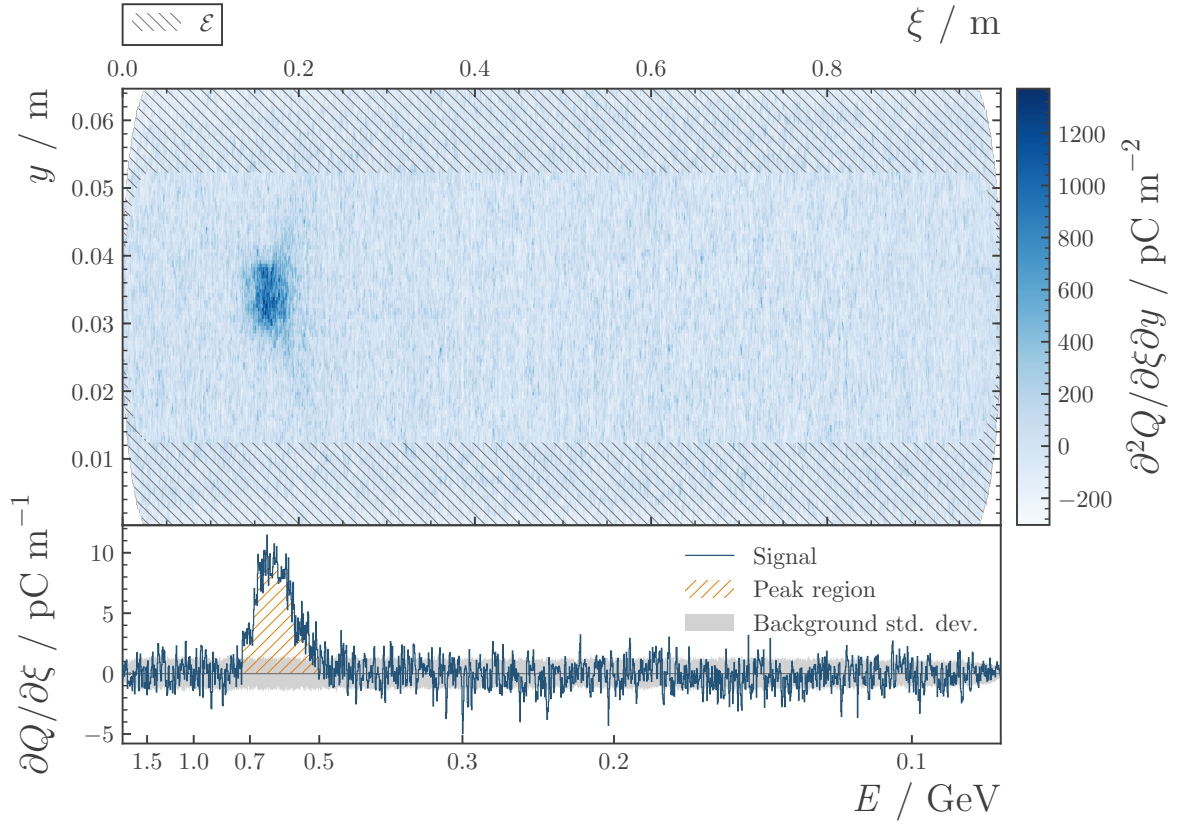 ℰ
ξ / m
0.0 0.2 0.4 0.6 0.8
y / m
0.06
0.05
0.04
0.03
0.02
0.01
1200
1000
800
600
400
200
0
−200
∂²Q/∂ξ∂y / pC m⁻²
∂Q/∂ξ / pC m⁻¹
10
5
0
−5
Signal
Peak region
Background std. dev.
1.5 1.0 0.7 0.5 0.3 0.2 0.1
E / GeV